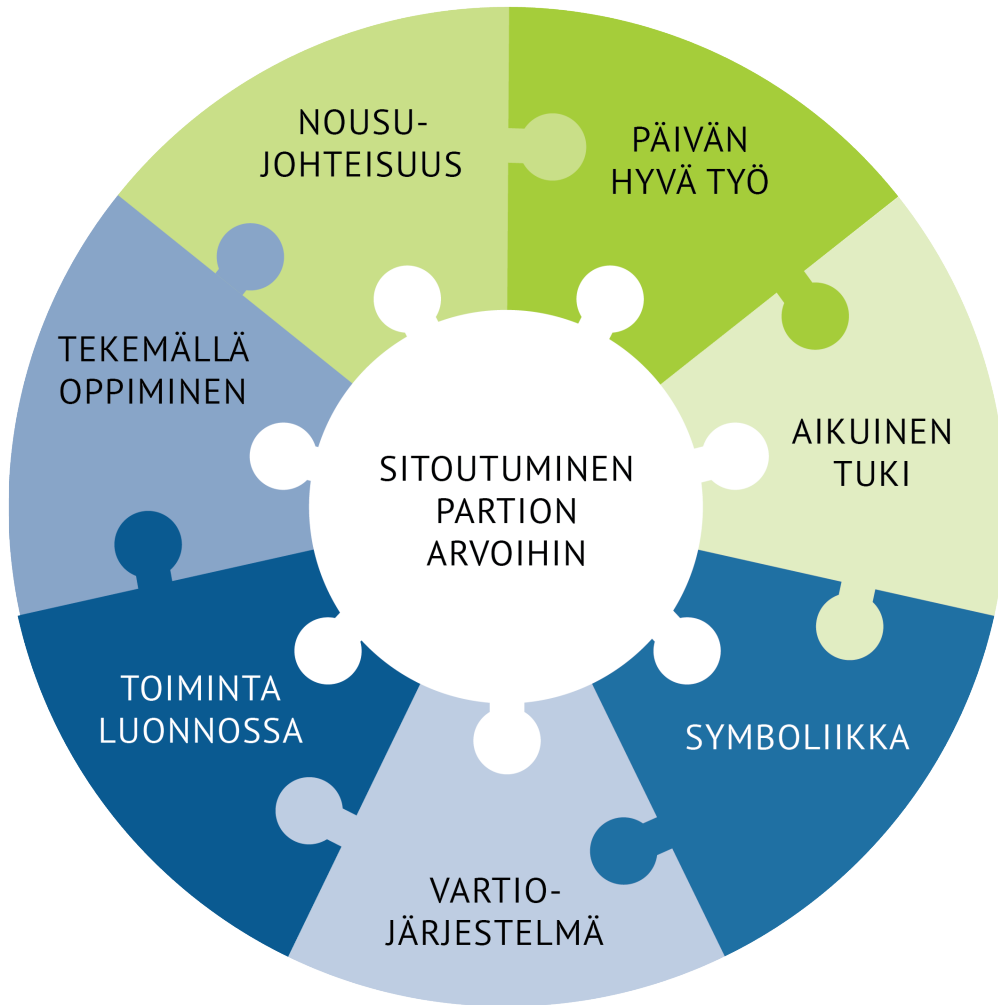 NOUSU-
JOHTEISUUS
PÄIVÄN
HYVÄ TYÖ
TEKEMÄLLÄ
OPPIMINEN
AIKUINEN
TUKI
SITOUTUMINEN
PARTION
ARVOIHIN
TOIMINTA
LUONNOSSA
SYMBOLIIKKA
VARTIO-
JÄRJESTELMÄ